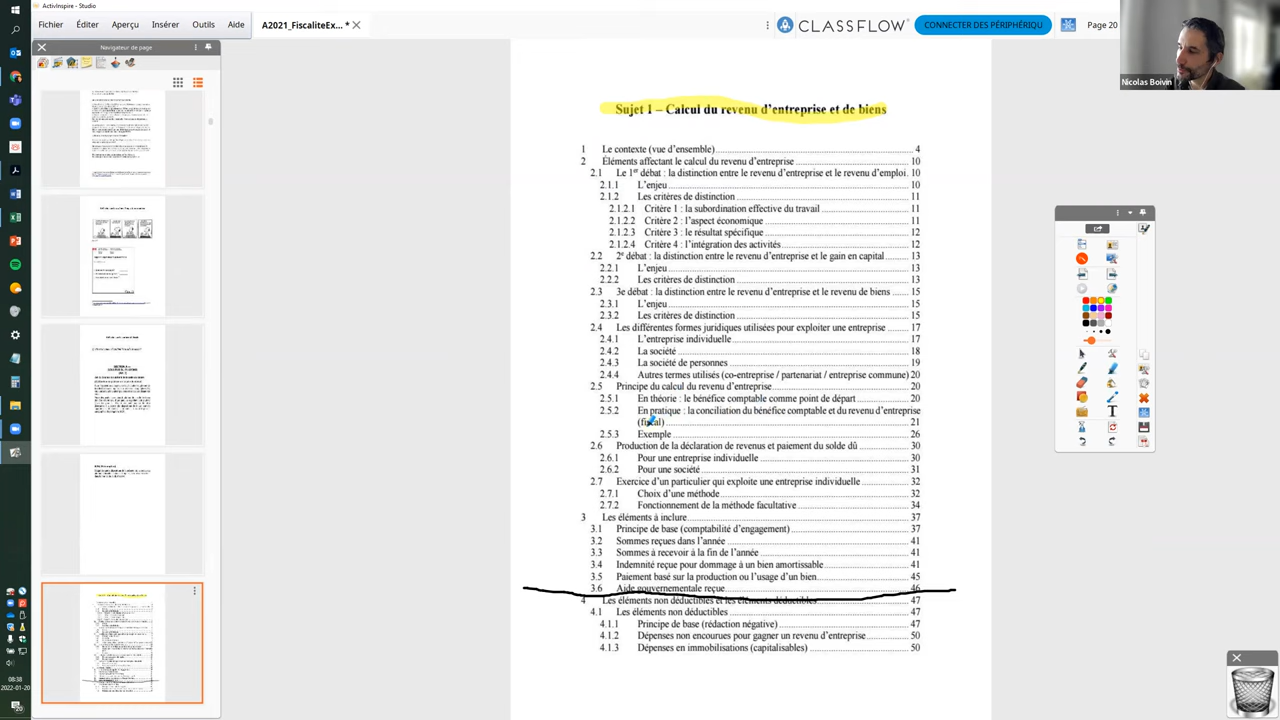 ActivInspire - Studio
Fichier Éditer Aperçu Insérer Outils Aide
A2021_FiscaliteEx... *
CLASSFLOW
CONNECTER DES PÉRIPHÉRIQU
Page 20
Nicolas Boivin
Navigateur de page
Sujet 1 – Calcul du revenu d'entreprise et de biens
1 Le contexte (vue d'ensemble) 4
2 Éléments affectant le calcul du revenu d'entreprise 10
2.1 Le 1er débat : la distinction entre le revenu d'entreprise et le revenu d'emploi. 10
2.1.1 L'enjeu 10
2.1.2 Les critères de distinction 11
2.1.2.1 Critère 1 : la subordination effective du travail 11
2.1.2.2 Critère 2 : l'aspect économique 11
2.1.2.3 Critère 3 : le résultat spécifique 12
2.1.2.4 Critère 4 : l'intégration des activités 12
2.2 2e débat : la distinction entre le revenu d'entreprise et le gain en capital 13
2.2.1 L'enjeu 13
2.2.2 Les critères de distinction 13
2.3 3e débat : la distinction entre le revenu d'entreprise et le revenu de biens 15
2.3.1 L'enjeu 15
2.3.2 Les critères de distinction 15
2.4 Les différentes formes juridiques utilisées pour exploiter une entreprise 17
2.4.1 L'entreprise individuelle 17
2.4.2 La société 18
2.4.3 La société de personnes 19
2.4.4 Autres termes utilisés (co-entreprise / partenariat / entreprise commune) 20
2.5 Principe du calcul du revenu d'entreprise 20
2.5.1 En théorie : le bénéfice comptable comme point de départ 20
2.5.2 En pratique : la conciliation du bénéfice comptable et du revenu d'entreprise
(fiscal) 21
2.5.3 Exemple 26
2.6 Production de la déclaration de revenus et paiement du solde dû 30
2.6.1 Pour une entreprise individuelle 30
2.6.2 Pour une société 31
2.7 Exercice d'un particulier qui exploite une entreprise individuelle 32
2.7.1 Choix d'une méthode 32
2.7.2 Fonctionnement de la méthode facultative 34
3 Les éléments à inclure 37
3.1 Principe de base (comptabilité d'engagement) 37
3.2 Sommes reçues dans l'année 41
3.3 Sommes à recevoir à la fin de l'année 41
3.4 Indemnité reçue pour dommage à un bien amortissable 41
3.5 Paiement basé sur la production ou l'usage d'un bien 45
3.6 Aide gouvernementale reçue 46
4 Les éléments non déductibles et les éléments déductibles 47
4.1 Les éléments non déductibles 47
4.1.1 Principe de base (rédaction négative) 47
4.1.2 Dépenses non encourues pour gagner un revenu d'entreprise 50
4.1.3 Dépenses en immobilisations (capitalisables) 50
2022-01-20